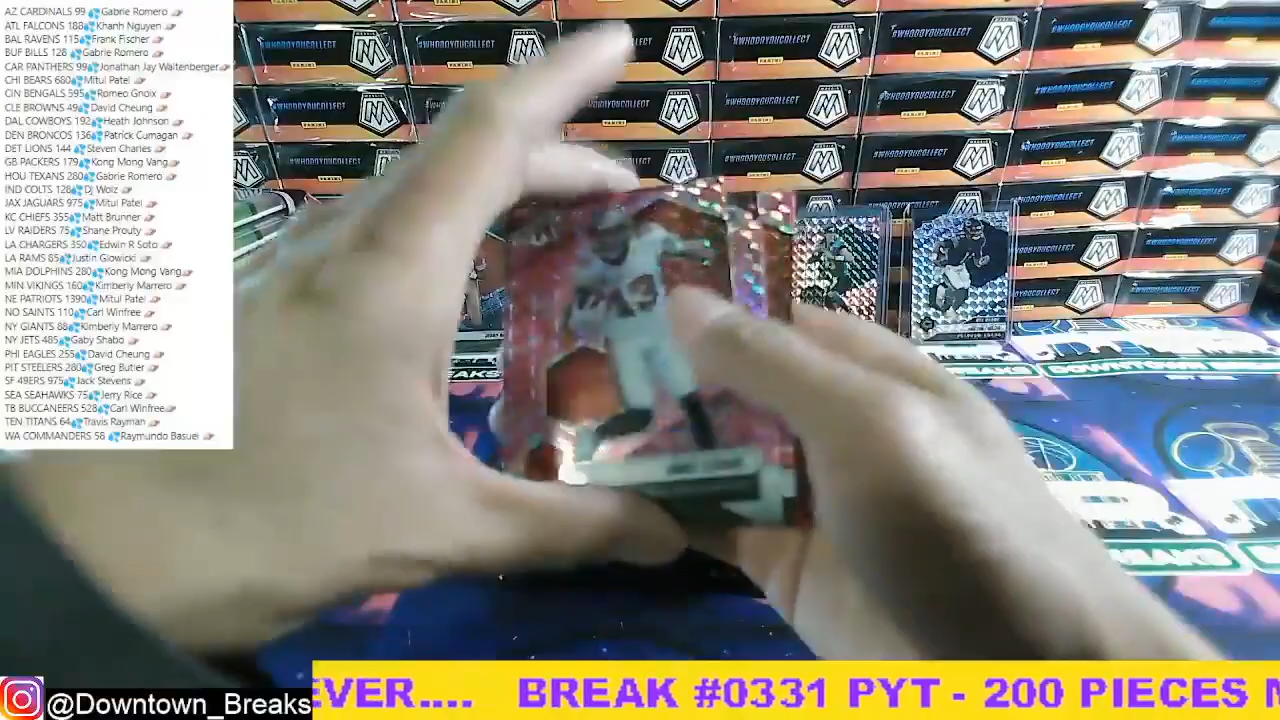 AZ CARDINALS 99 Gabrie Romero
ATL FALCONS 188 Khanh Nguyen
BAL RAVENS 115 Frank Fischer
BUF BILLS 128 Gabrie Romero
CAR PANTHERS 99 Jonathan Jay Waltenberger
CHI BEARS 680 Mitul Patel
CIN BENGALS 595 Romeo Gnoix
CLE BROWNS 49 David Cheung
DAL COWBOYS 192 Heath Johnson
DEN BRONCOS 136 Patrick Cumagan
DET LIONS 144 Steven Charles
GB PACKERS 179 Kong Mong Vang
HOU TEXANS 280 Gabrie Romero
IND COLTS 128 DJ Wolz
JAX JAGUARS 975 Mitul Patel
KC CHIEFS 355 Matt Brunner
LV RAIDERS 75 Shane Prouty
LA CHARGERS 350 Edwin R Soto
LA RAMS 65 Justin Glowicki
MIA DOLPHINS 280 Kong Mong Vang
MIN VIKINGS 160 Kimberly Marrero
NE PATRIOTS 1390 Mitul Patel
NO SAINTS 110 Carl Winfree
NY GIANTS 88 Kimberly Marrero
NY JETS 485 Gaby Shabo
PHI EAGLES 255 David Cheung
PIT STEELERS 280 Greg Butler
SF 49ERS 975 Jack Stevens
SEA SEAHAWKS 75 Jerry Rice
TB BUCCANEERS 528 Carl Winfree
TEN TITANS 64 Travis Rayman
WA COMMANDERS 58 Raymundo Basuel
#WHODOYOUCOLLECT
PANINI
DOWNTOWN BREAKS
@Downtown_Breaks
EVER.... BREAK #0331 PYT - 200 PIECES